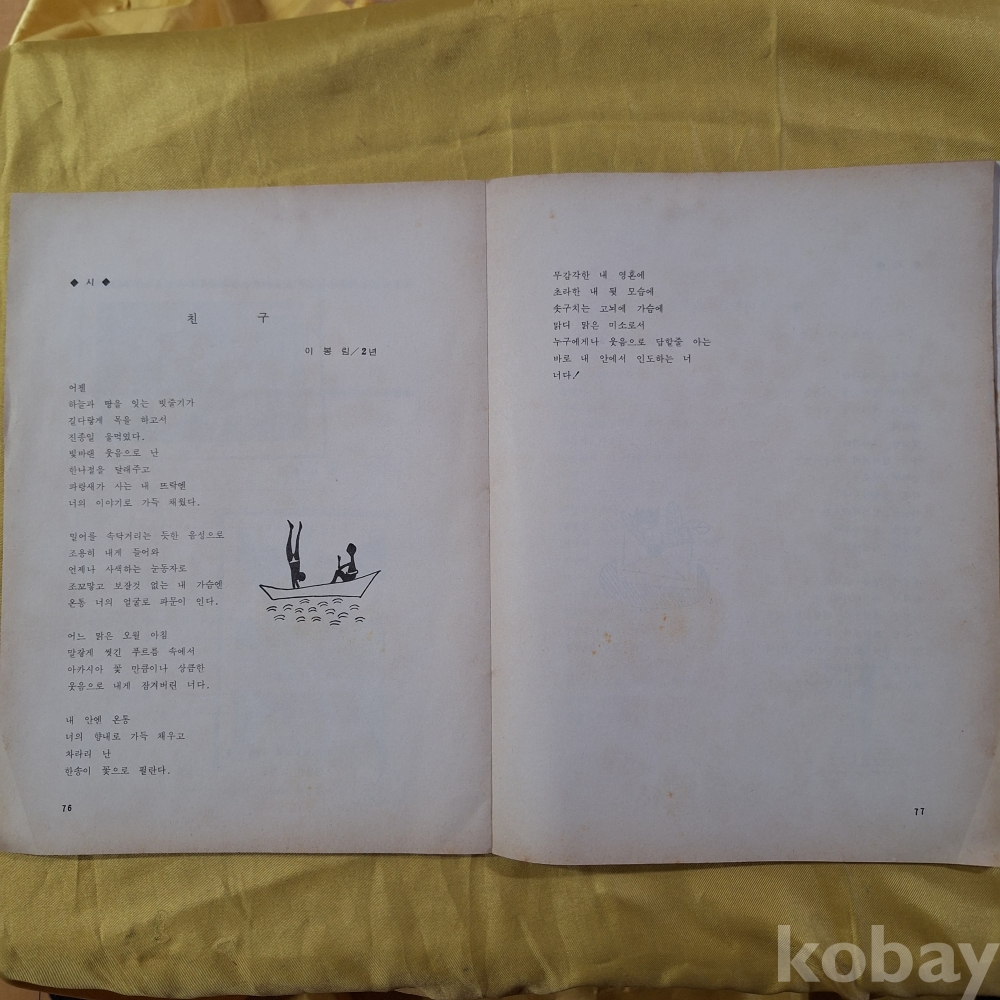 ◆ 시 ◆
친 구
이 봉 림/2년
어젠
하늘과 땅을 잇는 빗줄기가
길다랗게 목을 하고서
진종일 울먹였다.
빛바랜 웃음으로 난
한나절을 달래주고
파랑새가 사는 내 뜨락엔
너의 이야기로 가득 채웠다.
밀어를 속닥거리는 듯한 음성으로
조용히 내게 들어와
언제나 사색하는 눈동자로
조꼬맣고 보잘것 없는 내 가슴엔
온통 너의 얼굴로 파문이 인다.
어느 맑은 오월 아침
말갛게 씻긴 푸르름 속에서
아카시아 꽃 만큼이나 상큼한
웃음으로 내게 잠겨버린 너다.
내 안엔 온통
너의 향내로 가득 채우고
차라리 난
한송이 꽃으로 필란다.
76
무감각한 내 영혼에
초라한 내 뒷 모습에
솟구치는 고뇌에 가슴에
맑디 맑은 미소로서
누구에게나 웃음으로 답할줄 아는
바로 내 안에서 인도하는 너
너다!
77
kobay